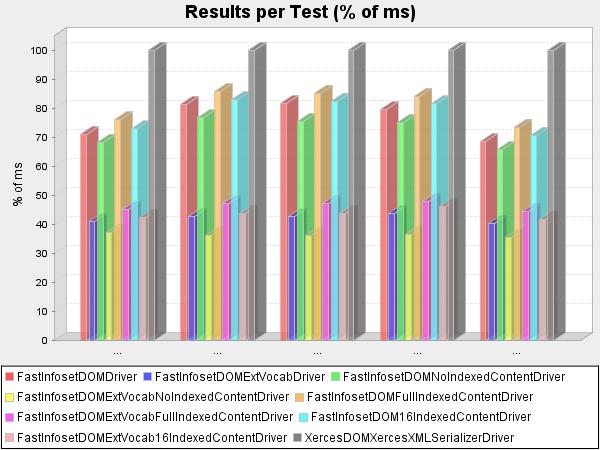 Results per Test (% of ms)
100
90
80
70
60
50
40
30
20
10
0
% of ms
... ... ... ... ...
FastInfosetDOMDriver FastInfosetDOMExtVocabDriver FastInfosetDOMNoIndexedContentDriver
FastInfosetDOMExtVocabNoIndexedContentDriver FastInfosetDOMFullIndexedContentDriver
FastInfosetDOMExtVocabFullIndexedContentDriver FastInfosetDOM16IndexedContentDriver
FastInfosetDOMExtVocab16IndexedContentDriver XercesDOMXercesXMLSerializerDriver